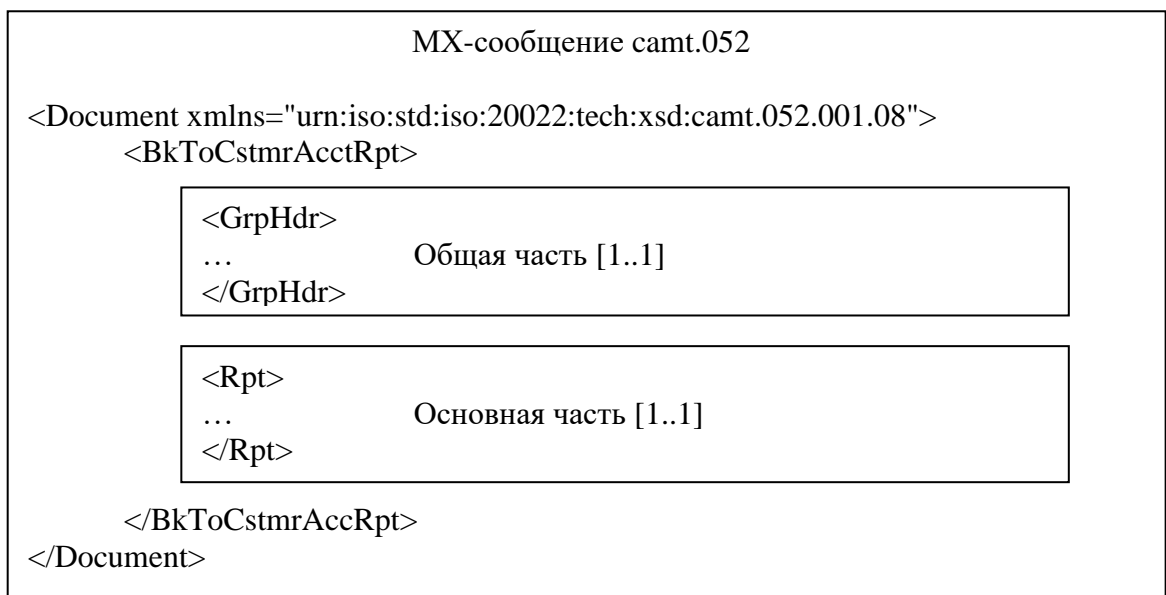 MX-сообщение camt.052
<Document xmlns="urn:iso:std:iso:20022:tech:xsd:camt.052.001.08">
<BkToCstmrAcctRpt>
<GrpHdr>
… Общая часть [1..1]
</GrpHdr>
<Rpt>
… Основная часть [1..1]
</Rpt>
</BkToCstmrAccRpt>
</Document>